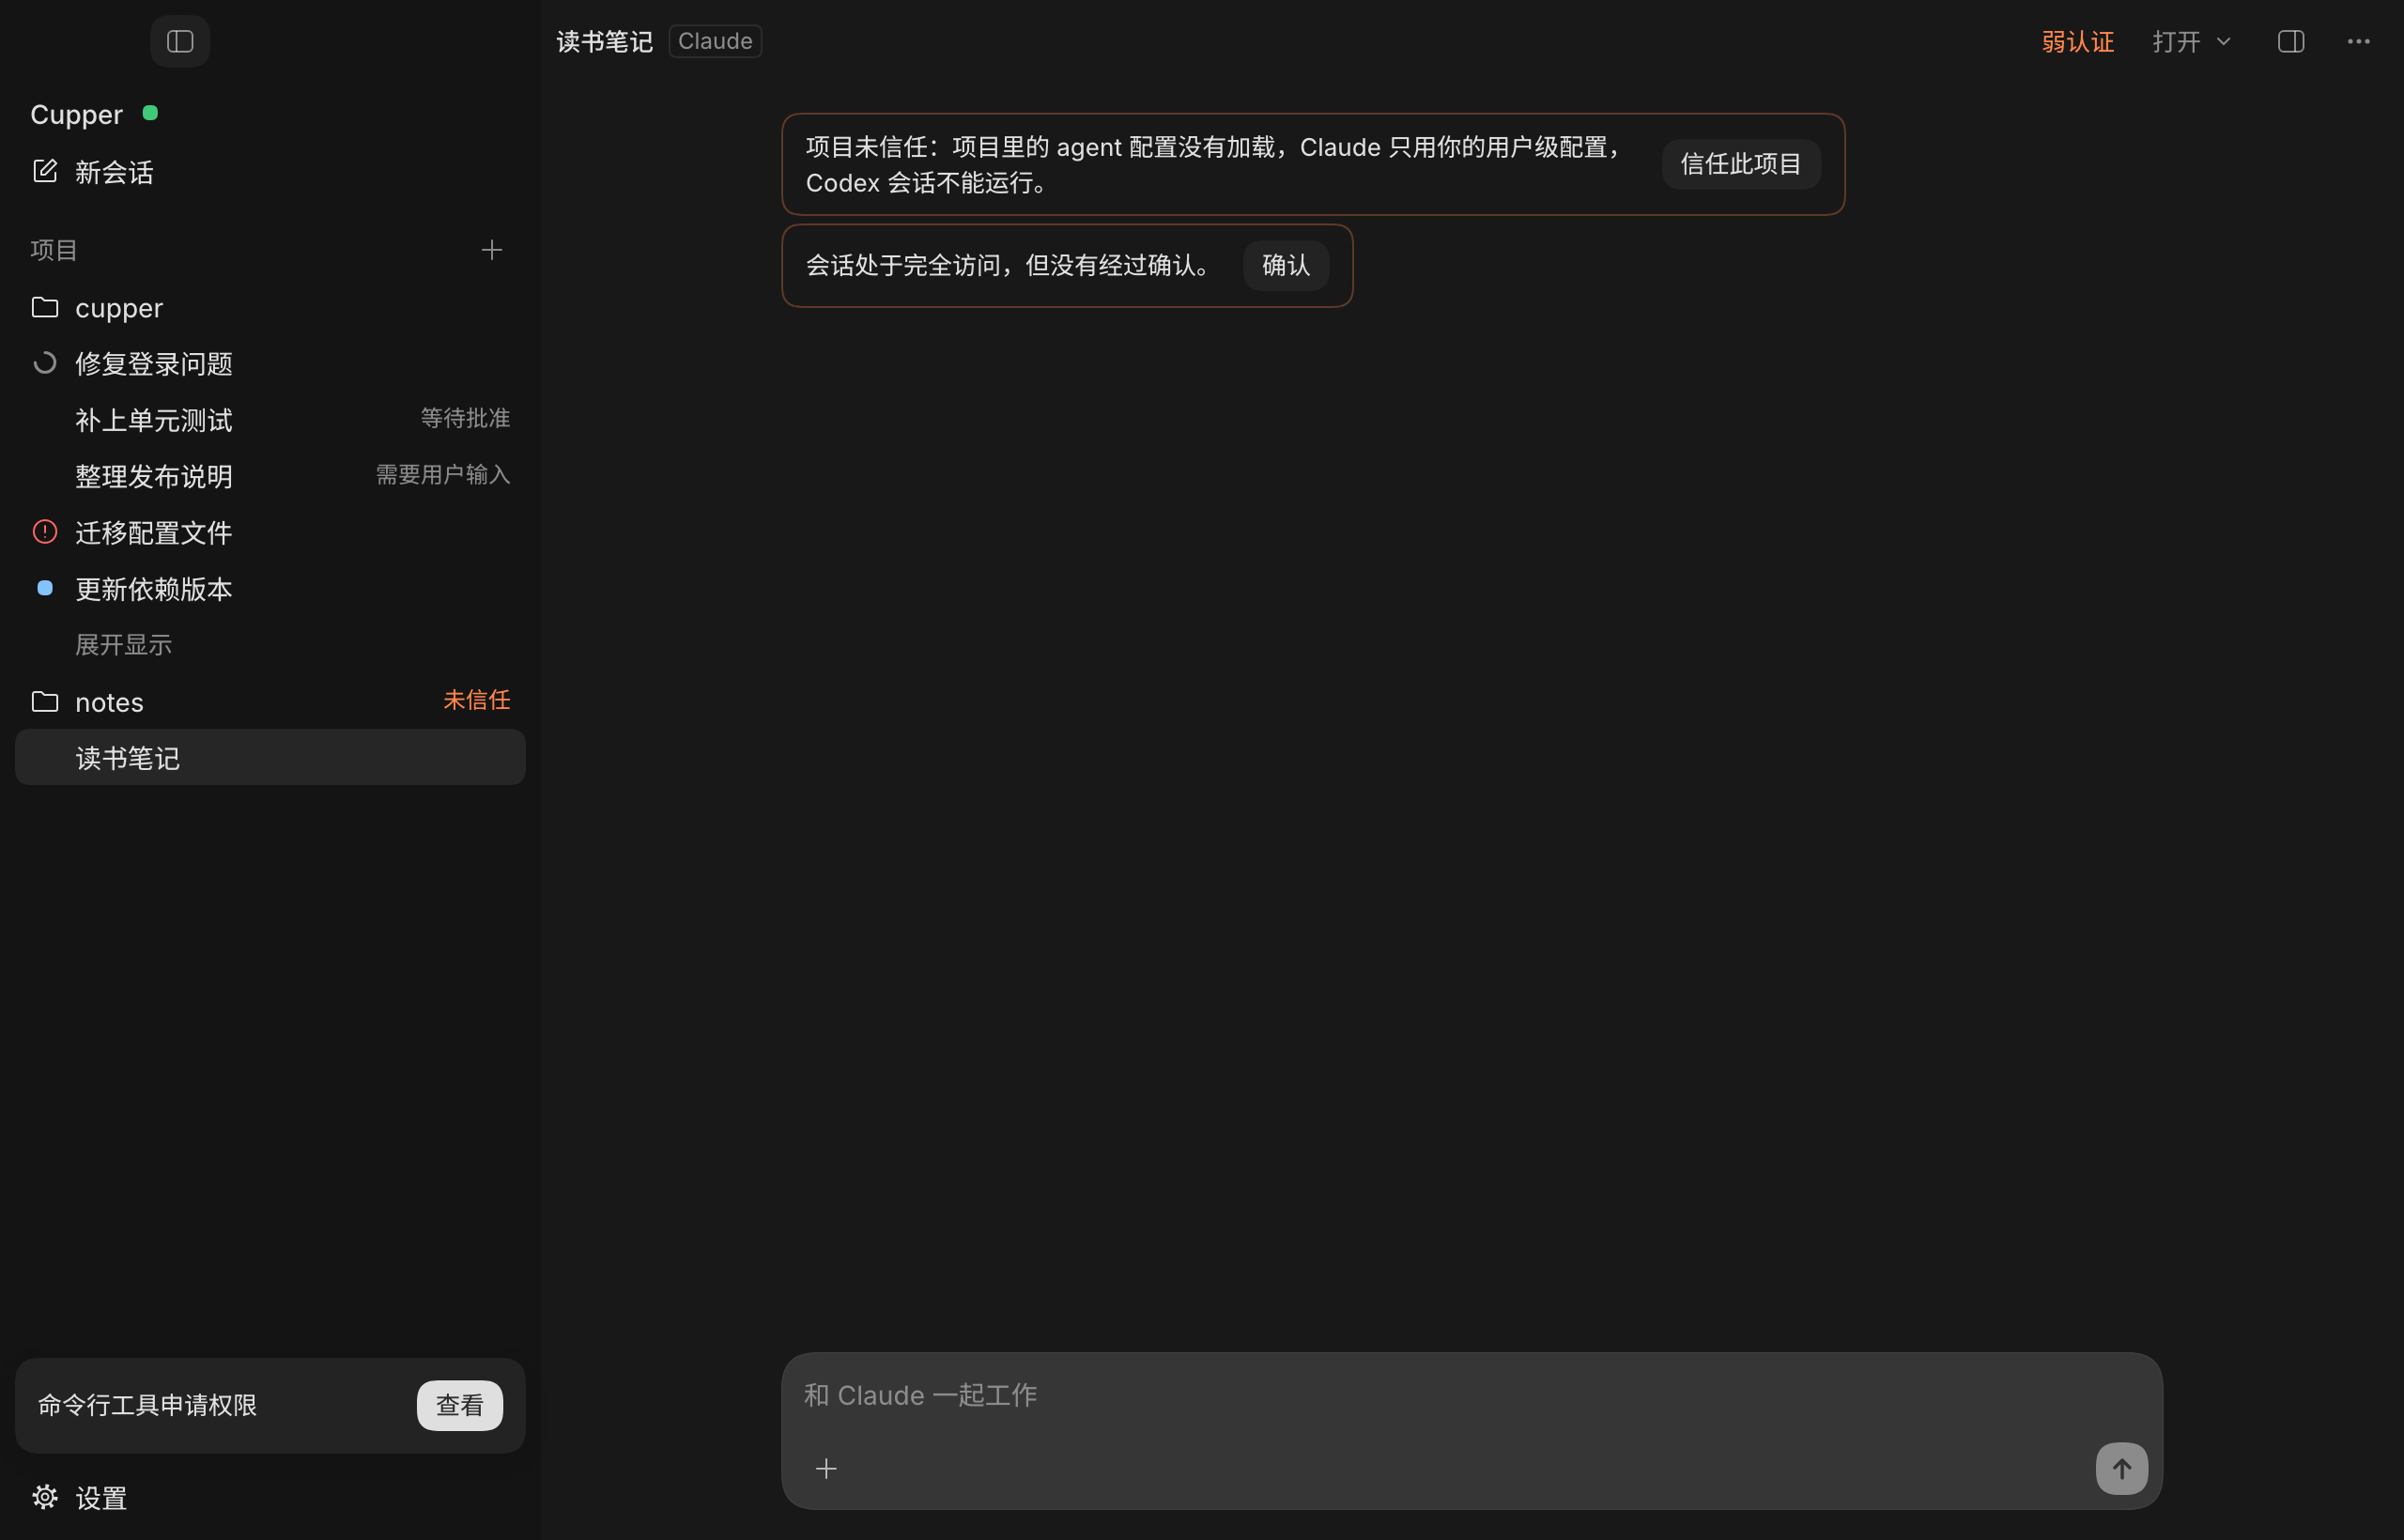 Cupper
新会话
项目
cupper
修复登录问题
补上单元测试 等待批准
整理发布说明 需要用户输入
迁移配置文件
更新依赖版本
展开显示
notes 未信任
读书笔记
命令行工具申请权限 查看
设置
读书笔记 Claude
弱认证 打开
项目未信任：项目里的 agent 配置没有加载，Claude 只用你的用户级配置，
Codex 会话不能运行。
信任此项目
会话处于完全访问，但没有经过确认。 确认
和 Claude 一起工作